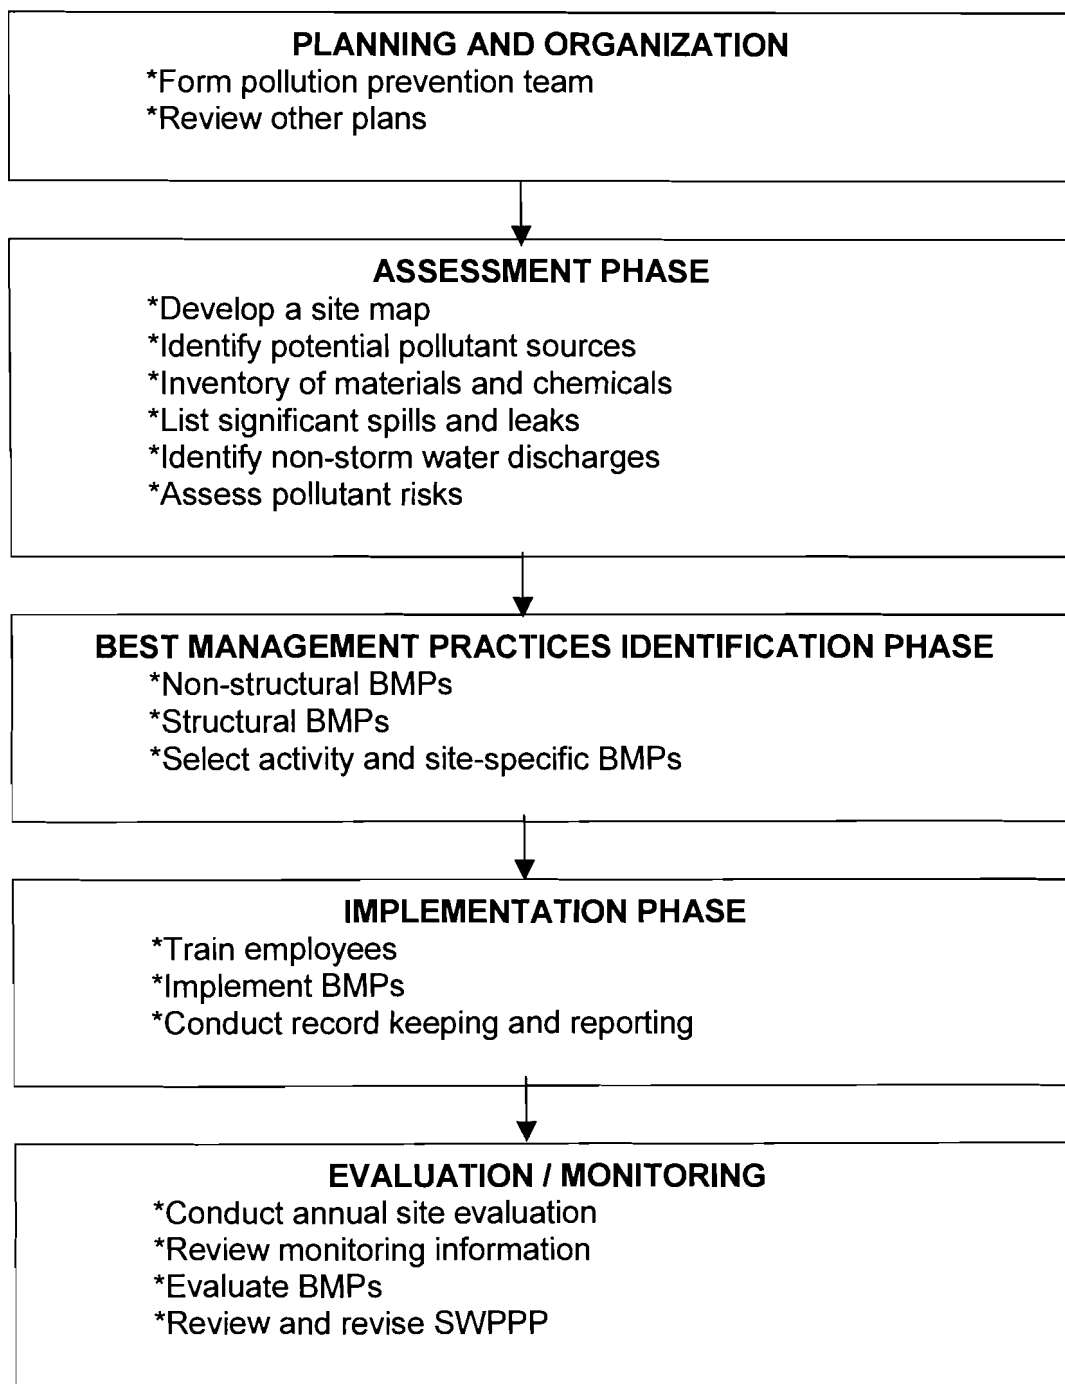 PLANNING AND ORGANIZATION
*Form pollution prevention team
*Review other plans
ASSESSMENT PHASE
*Develop a site map
*Identify potential pollutant sources
*Inventory of materials and chemicals
*List significant spills and leaks
*Identify non-storm water discharges
*Assess pollutant risks
BEST MANAGEMENT PRACTICES IDENTIFICATION PHASE
*Non-structural BMPs
*Structural BMPs
*Select activity and site-specific BMPs
IMPLEMENTATION PHASE
*Train employees
*Implement BMPs
*Conduct record keeping and reporting
EVALUATION / MONITORING
*Conduct annual site evaluation
*Review monitoring information
*Evaluate BMPs
*Review and revise SWPPP